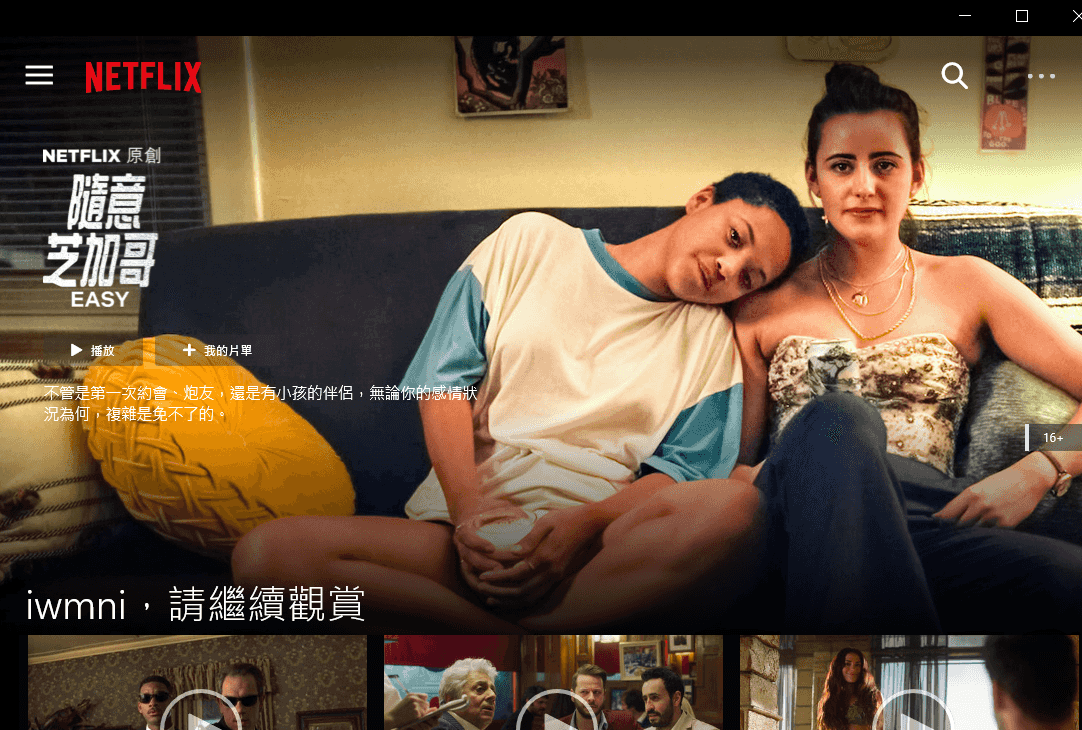 NETFLIX
NETFLIX 原創
隨意
芝加哥
EASY
播放
我的片單
不管是第一次約會、炮友，還是有小孩的伴侶，無論你的感情狀
況為何，複雜是免不了的。
16+
iwmni，請繼續觀賞